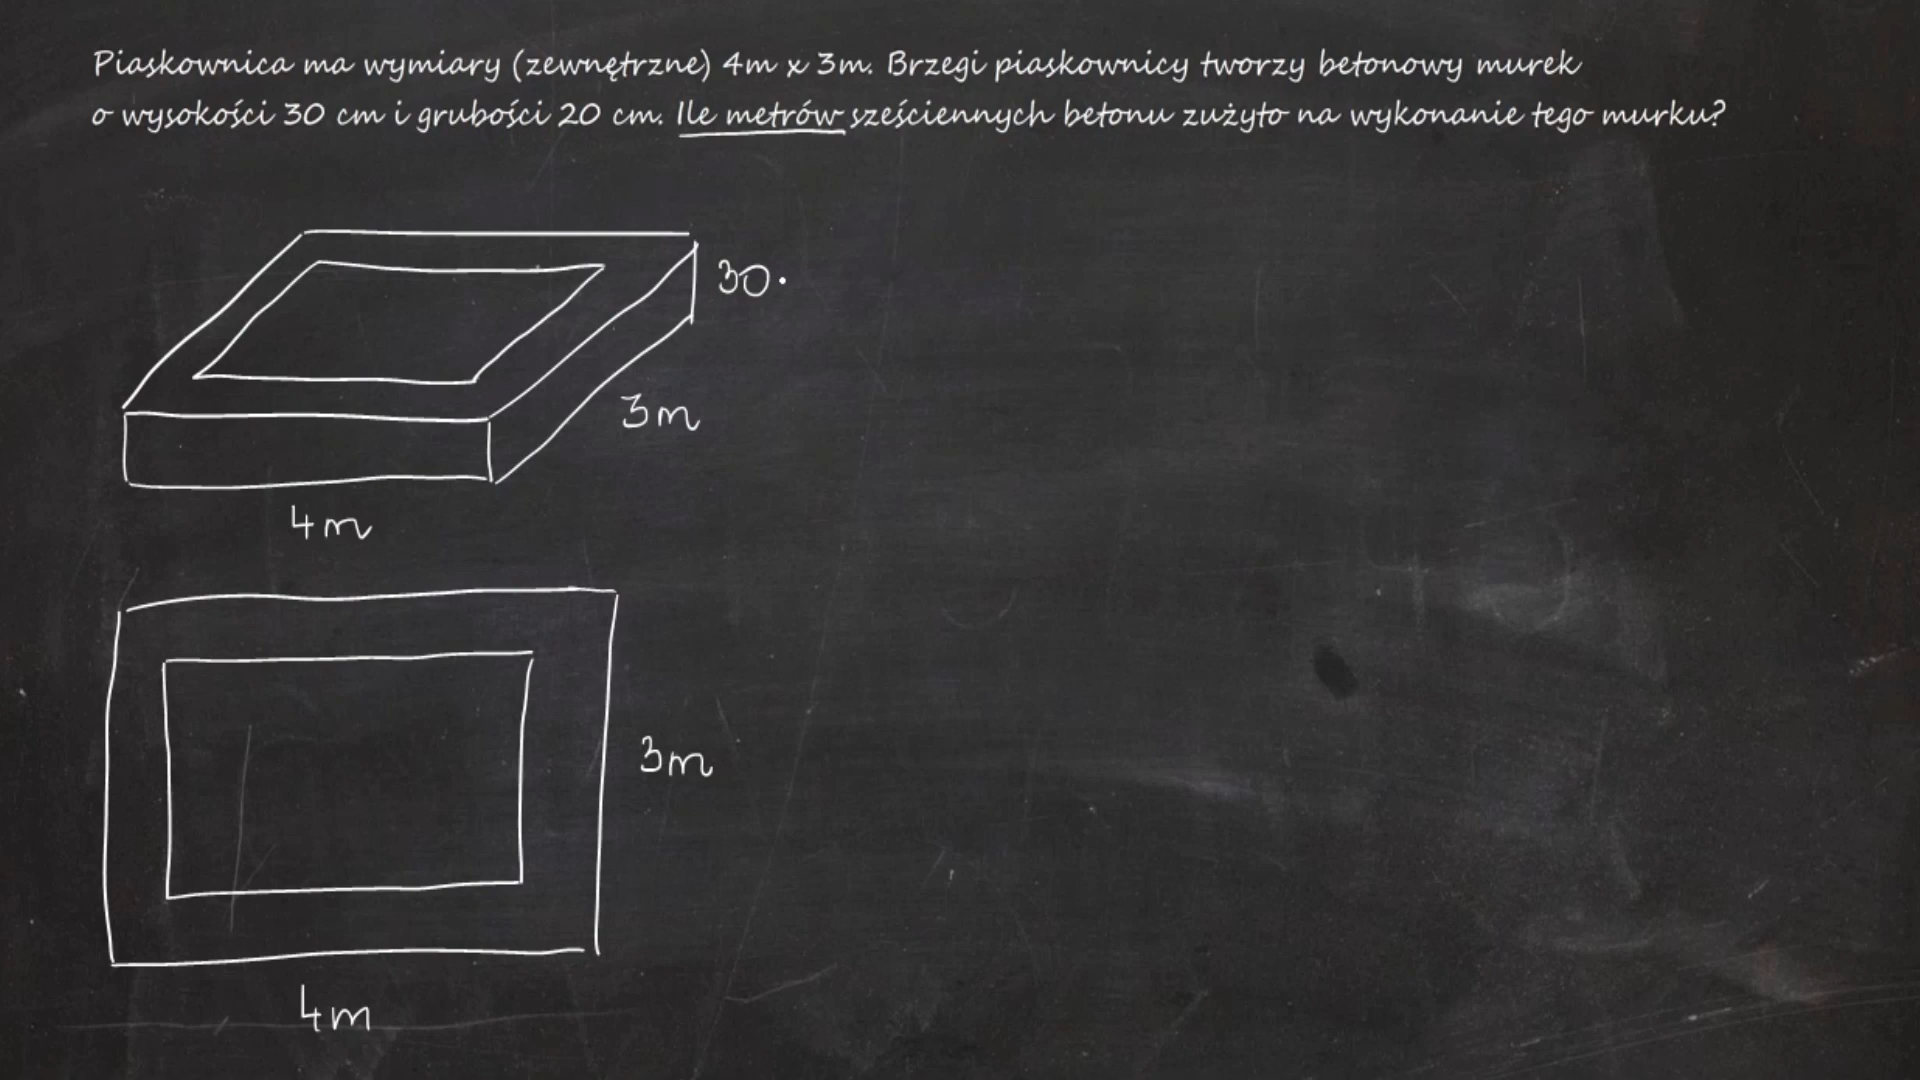 Piaskownica ma wymiary (zewnętrzne) 4m x 3m. Brzegi piaskownicy tworzy betonowy murek
o wysokości 30 cm i grubości 20 cm. Ile metrów sześciennych betonu zużyto na wykonanie tego murku?
30.
3m
4m
3m
4m